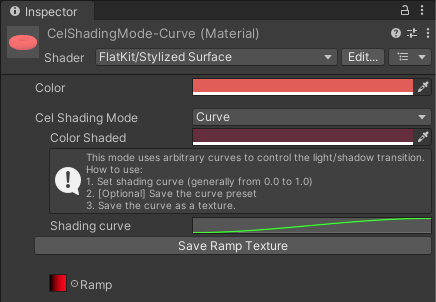 Inspector
CelShadingMode-Curve (Material)
Shader FlatKit/Stylized Surface Edit...
Color
Cel Shading Mode Curve
Color Shaded
This mode uses arbitrary curves to control the light/shadow transition.
How to use:
1. Set shading curve (generally from 0.0 to 1.0)
2. [Optional] Save the curve preset
3. Save the curve as a texture.
Shading curve
Save Ramp Texture
Ramp